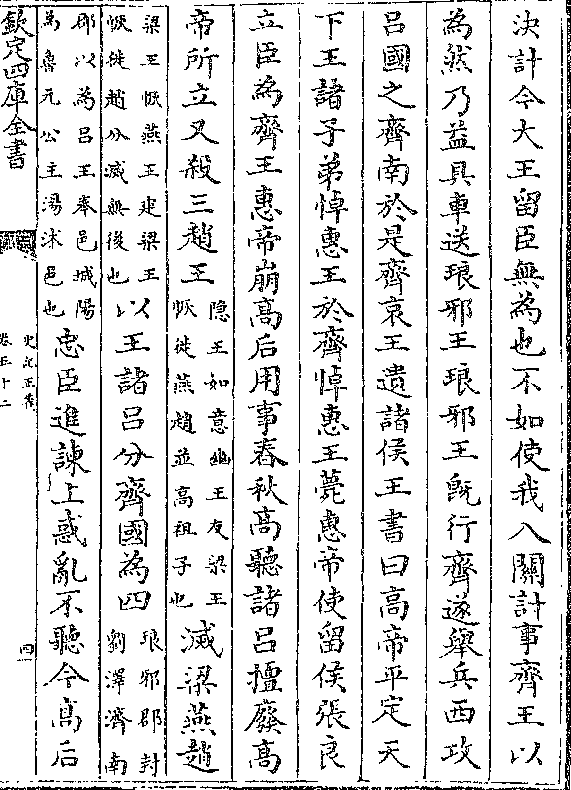 決計今大王留臣無為也不如使我入關計事齊王以
為然乃益具車送琅邪王琅邪王既行齊遂舉兵西攻
呂國之齊南於是齊哀王遺諸侯王書曰高帝平定天
下王諸子弟悼惠王於齊悼惠王薨惠帝使留侯張良
立臣為齊王惠帝崩高后用事春秋高聽諸呂擅廢高
帝所立又殺三趙王隱王如意幽王友梁王恢徙燕趙並高祖子也滅梁燕趙
梁王恢燕王建梁王恢徙趙分滅無後也以王諸呂分齊國為四琅邪郡封劉澤濟南
郡以為呂王奉邑城陽為魯元公主湯沐邑也忠臣進諫上惑亂不聽今高后
欽定四庫全書
史記正義
卷五十二
四